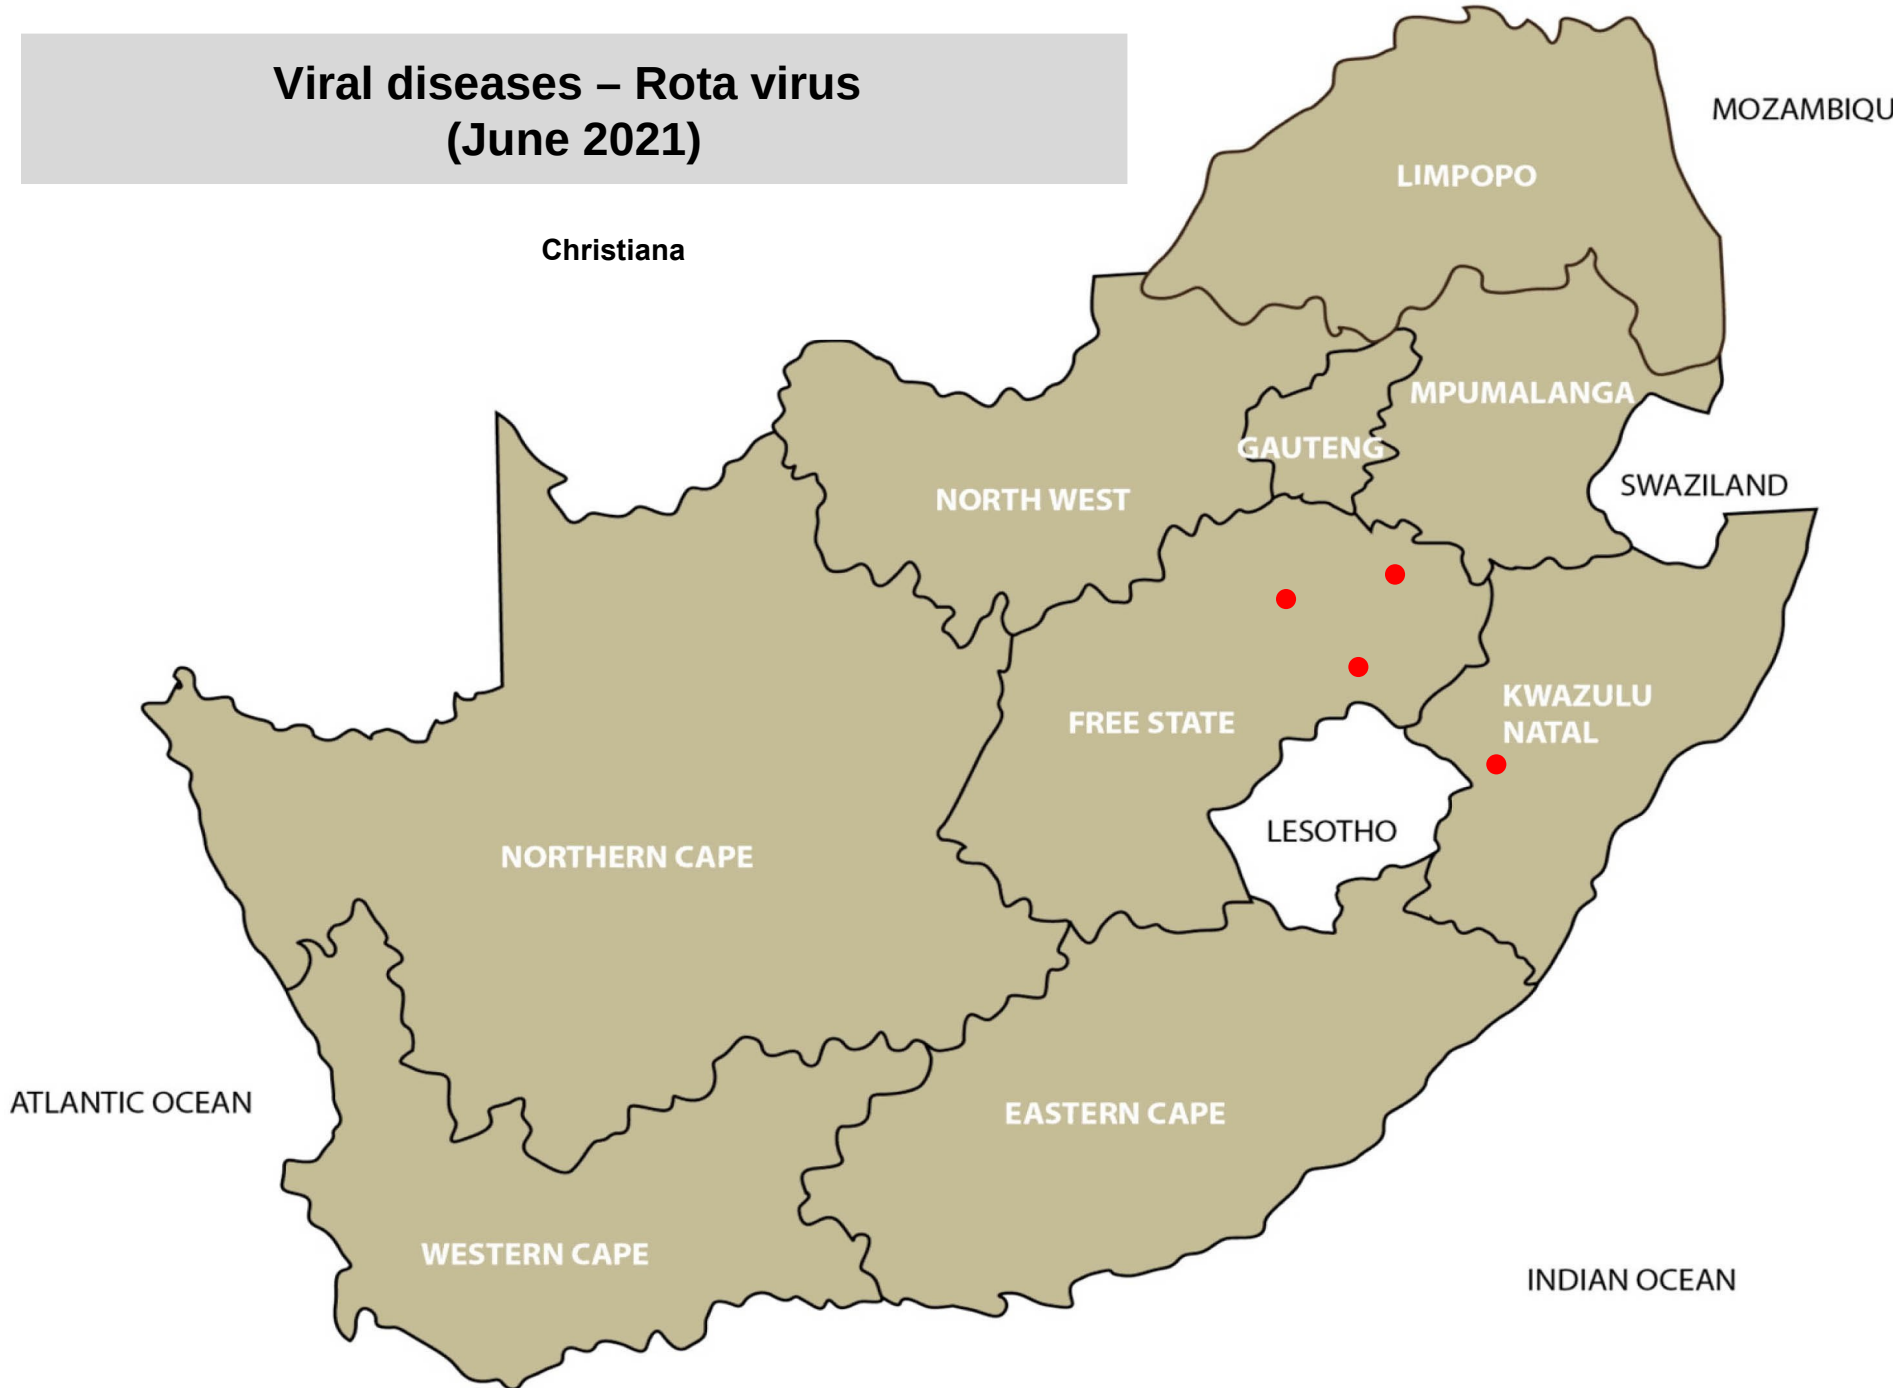 Viral diseases – Rota virus
(June 2021)
MOZAMBIQU
LIMPOPO
Christiana
MPUMALANGA
GAUTENG
SWAZILAND
NORTH WEST
KWAZULU
NATAL
FREE STATE
LESOTHO
NORTHERN CAPE
ATLANTIC OCEAN
EASTERN CAPE
WESTERN CAPE
INDIAN OCEAN